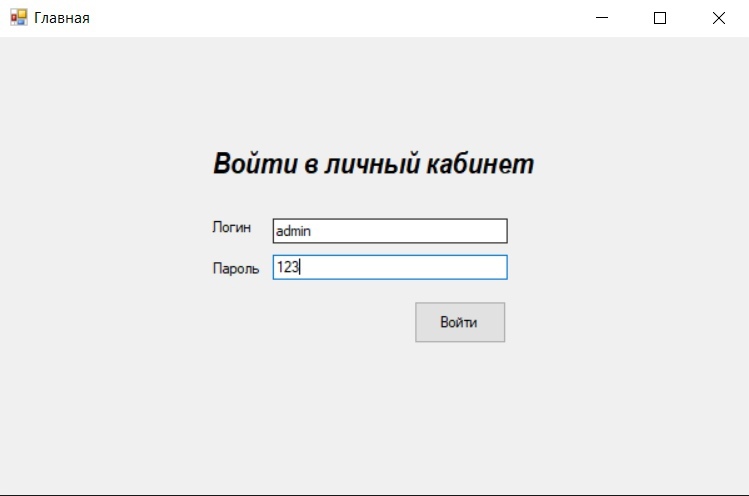 Главная
Войти в личный кабинет
Логин admin
Пароль 123
Войти